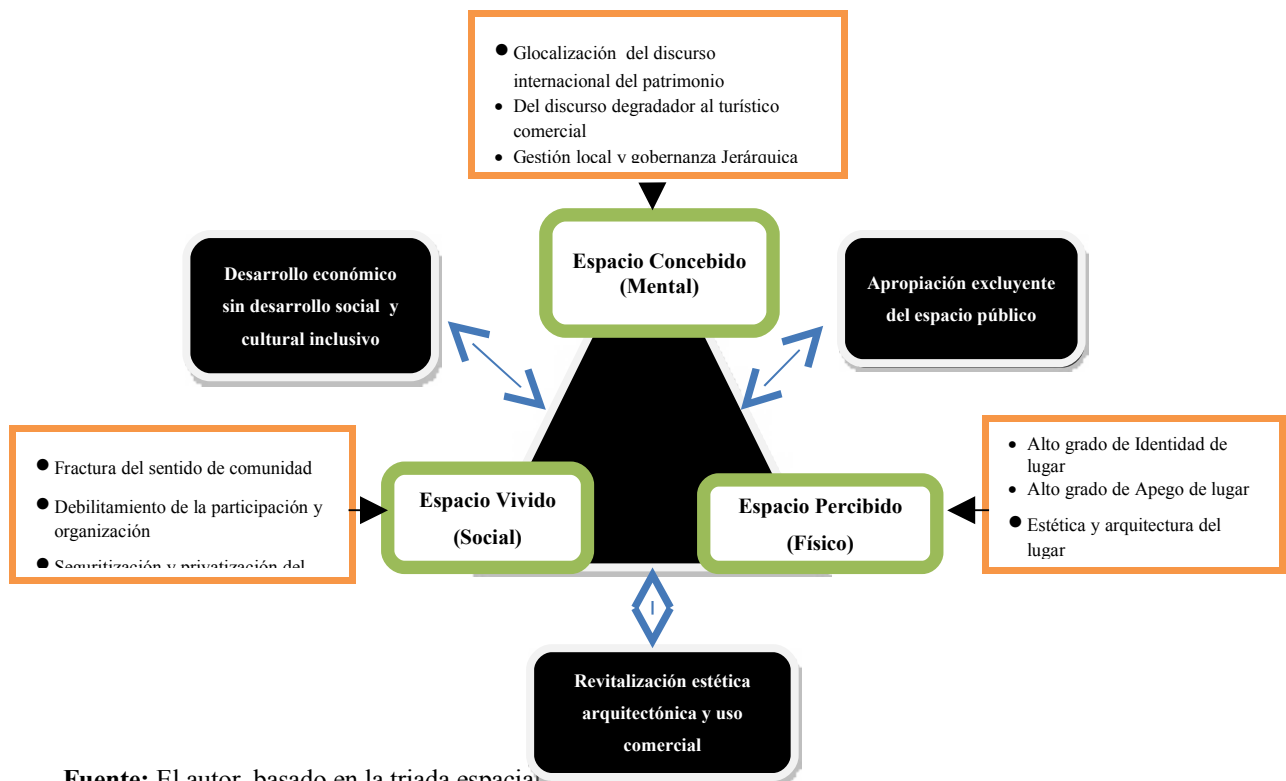 ● Glocalización del discurso
internacional del patrimonio
• Del discurso degradador al turístico
comercial
• Gestión local y gobernanza Jerárquica
Espacio Concebido
(Mental)
Desarrollo económico
sin desarrollo social y
cultural inclusivo
Apropiación excluyente
del espacio público
● Fractura del sentido de comunidad
● Debilitamiento de la participación y
organización
● Seguritización y privatización del
Espacio Vivido
(Social)
Espacio Percibido
(Físico)
• Alto grado de Identidad de
lugar
• Alto grado de Apego de lugar
● Estética y arquitectura del
lugar
Revitalización estética
arquitectónica y uso
comercial
Fuente: El autor, basado en la triada espacial